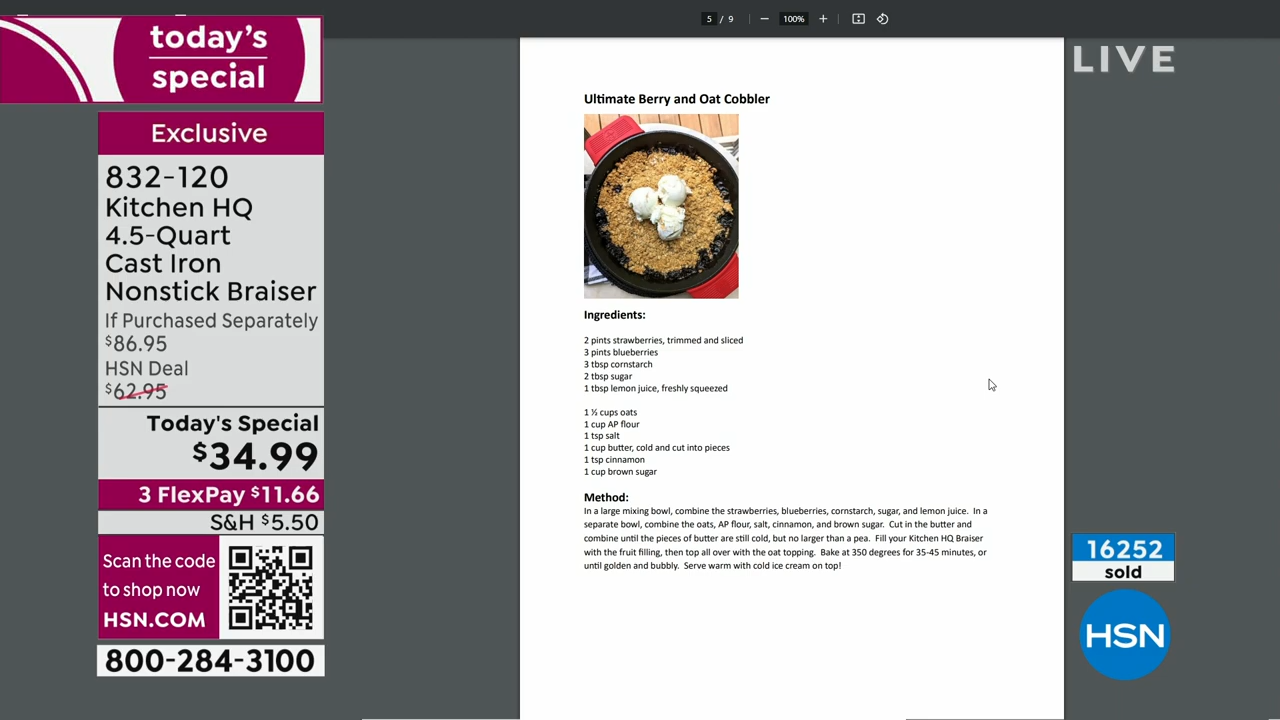 today's
special
Exclusive
832-120
Kitchen HQ
4.5-Quart
Cast Iron
Nonstick Braiser
If Purchased Separately
$86.95
HSN Deal
$62.95
Today's Special
$34.99
3 FlexPay $11.66
S&H $5.50
Scan the code
to shop now
HSN.COM
800-284-3100
5 / 9
100%
Ultimate Berry and Oat Cobbler
Ingredients:
2 pints strawberries, trimmed and sliced
3 pints blueberries
3 tbsp cornstarch
2 tbsp sugar
1 tbsp lemon juice, freshly squeezed
1 ½ cups oats
1 cup AP flour
1 tsp salt
1 cup butter, cold and cut into pieces
1 tsp cinnamon
1 cup brown sugar
Method:
In a large mixing bowl, combine the strawberries, blueberries, cornstarch, sugar, and lemon juice. In a
separate bowl, combine the oats, AP flour, salt, cinnamon, and brown sugar. Cut in the butter and
combine until the pieces of butter are still cold, but no larger than a pea. Fill your Kitchen HQ Braiser
with the fruit filling, then top all over with the oat topping. Bake at 350 degrees for 35-45 minutes, or
until golden and bubbly. Serve warm with cold ice cream on top!
LIVE
16252
sold
HSN